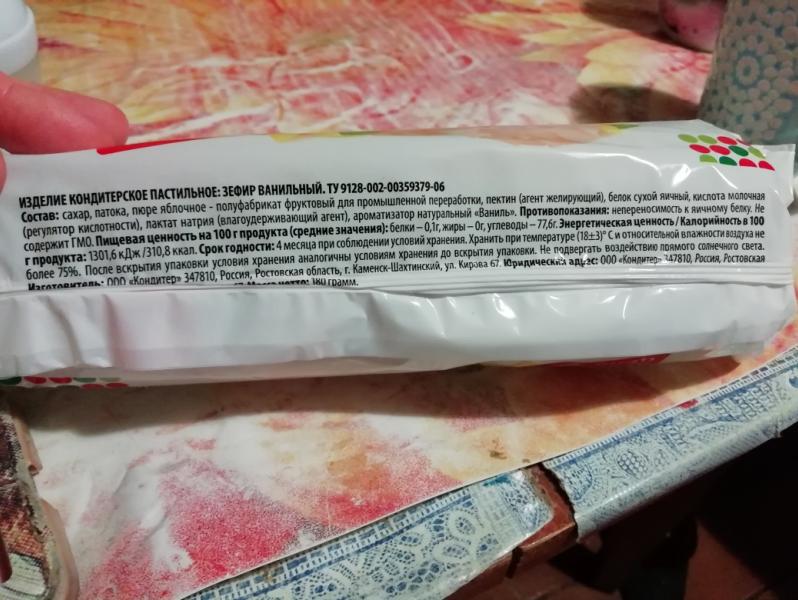 ИЗДЕЛИЕ КОНДИТЕРСКОЕ ПАСТИЛЬНОЕ: ЗЕФИР ВАНИЛЬНЫЙ. ТУ 9128-002-00359379-06
Состав: сахар, патока, пюре яблочное - полуфабрикат фруктовый для промышленной переработки, пектин (агент желирующий), белок сухой яичный, кислота молочная
(регулятор кислотности), лактат натрия (влагоудерживающий агент), ароматизатор натуральный «Ваниль». Противопоказания: непереносимость к яичному белку. Не
содержит ГМО. Пищевая ценность на 100 г продукта (средние значения): белки – 0,1г, жиры – 0г, углеводы – 77,6г. Энергетическая ценность / Калорийность в 100
г продукта: 1301,6 кДж /310,8 ккал. Срок годности: 4 месяца при соблюдении условий хранения. Хранить при температуре (18±3)° С и относительной влажности воздуха не
более 75%. После вскрытия упаковки условия хранения аналогичны условиям хранения до вскрытия упаковки. Не подвергать воздействию прямого солнечного света.
Изготовитель: ООО «Кондитер» 347810, Россия, Ростовская область, г. Каменск-Шахтинский, ул. Кирова 67. Юридический адрес: ООО «Кондитер» 347810, Россия, Ростовская
Масса нетто: 180 грамм.